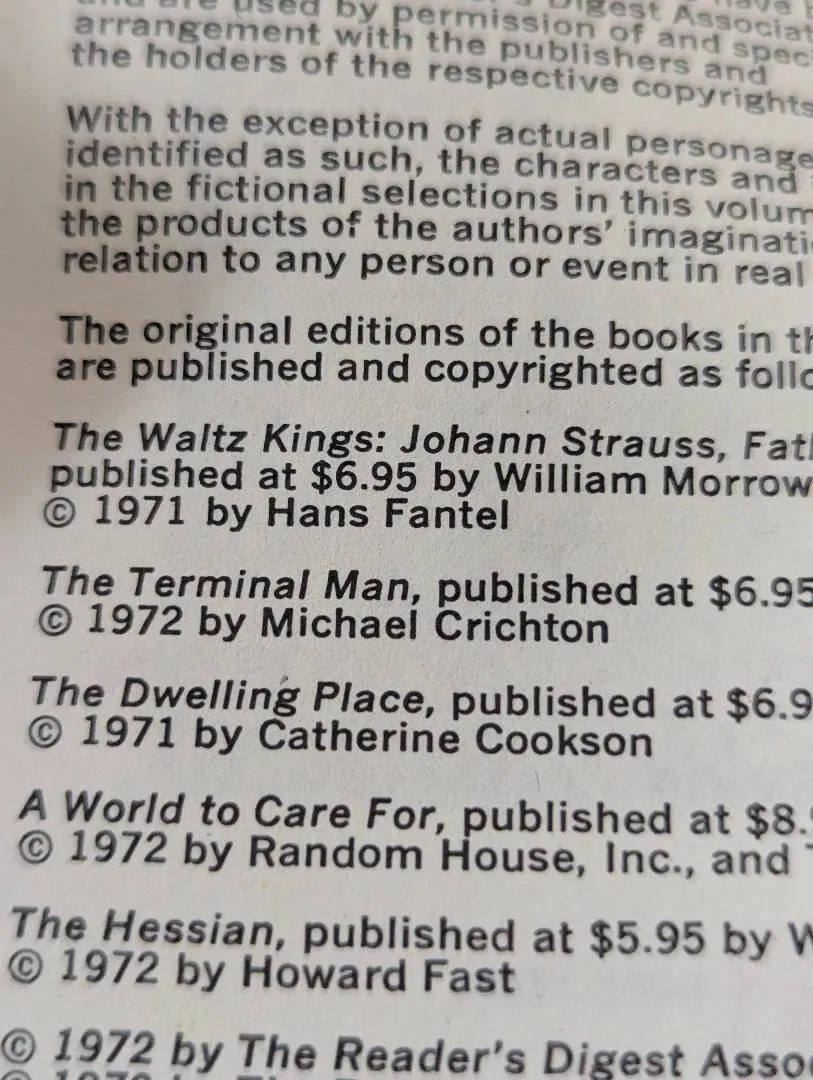 used by permission of and spec
arrangement with the publishers and
the holders of the respective copyrights
With the exception of actual personage
identified as such, the characters and
in the fictional selections in this volum
the products of the authors' imaginati
relation to any person or event in real
The original editions of the books in th
are published and copyrighted as follo
The Waltz Kings: Johann Strauss, Fat
published at $6.95 by William Morrow
© 1971 by Hans Fantel
The Terminal Man, published at $6.95
© 1972 by Michael Crichton
The Dwelling Place, published at $6.9
© 1971 by Catherine Cookson
A World to Care For, published at $8.
© 1972 by Random House, Inc., and
The Hessian, published at $5.95 by W
© 1972 by Howard Fast
© 1972 by The Reader's Digest Asso